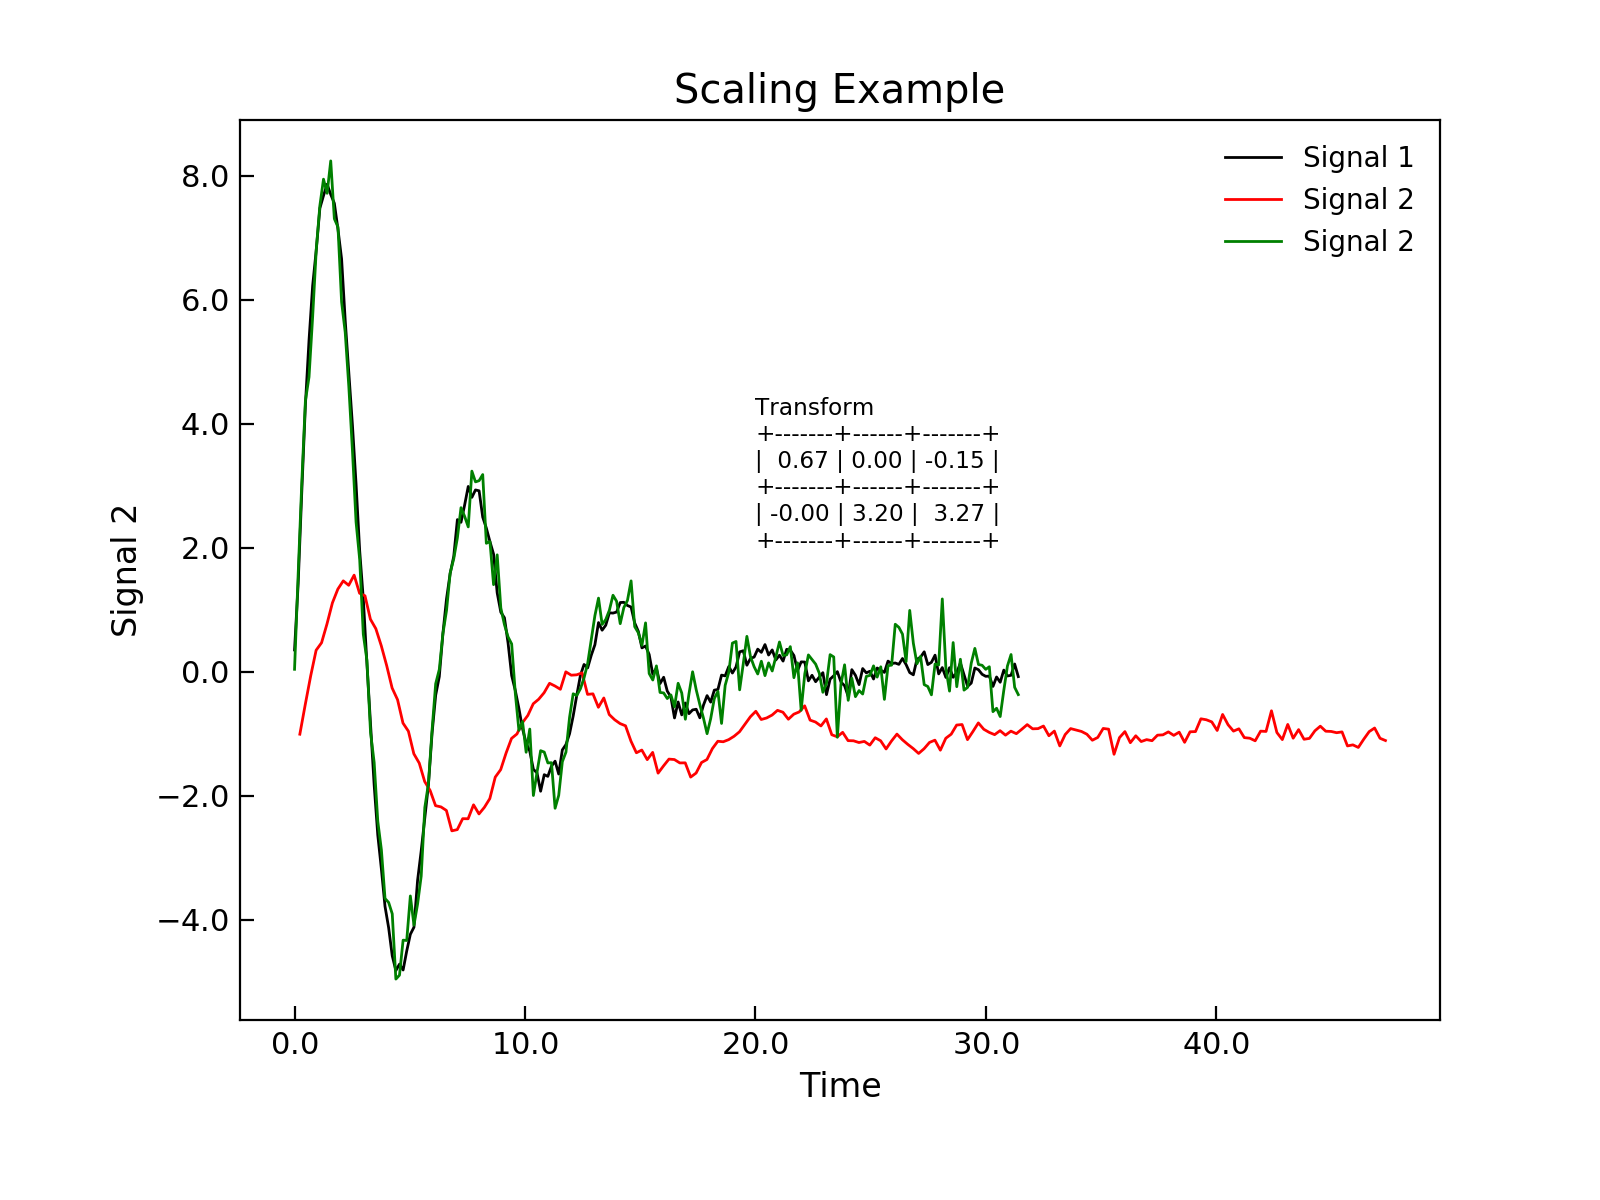 Scaling Example
Signal 1
Signal 2
Signal 2
8.0
6.0
4.0
2.0
0.0
−2.0
−4.0
Signal 2
Transform
+-------+------+-------+
|  0.67 | 0.00 | -0.15 |
+-------+------+-------+
| -0.00 | 3.20 |  3.27 |
+-------+------+-------+
0.0 10.0 20.0 30.0 40.0
Time